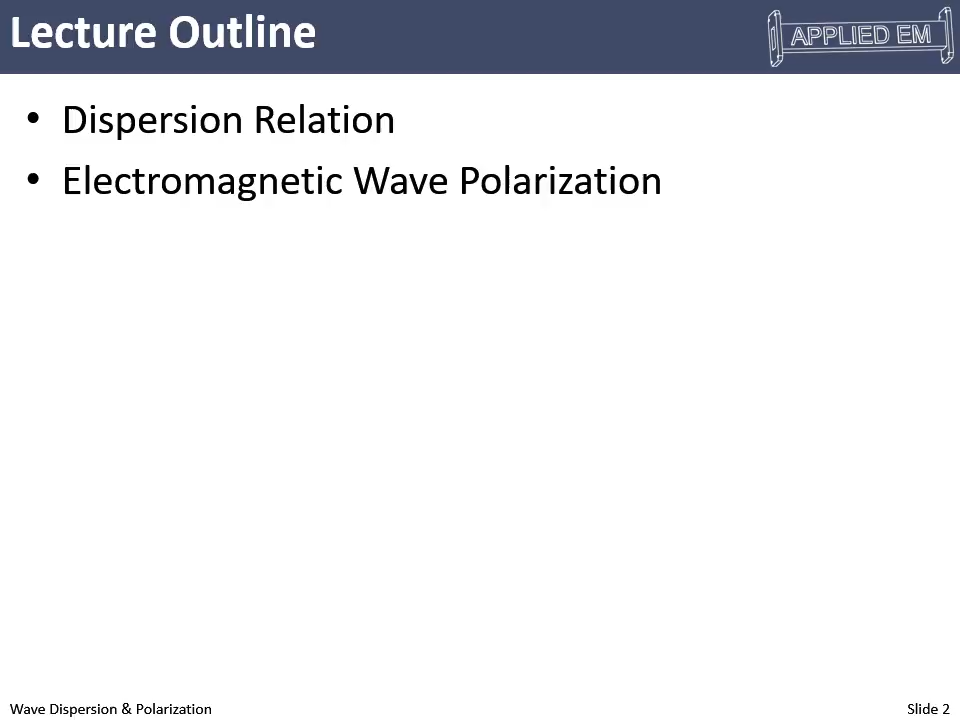 Lecture Outline
APPLIED EM
• Dispersion Relation
• Electromagnetic Wave Polarization
Wave Dispersion & Polarization
Slide 2